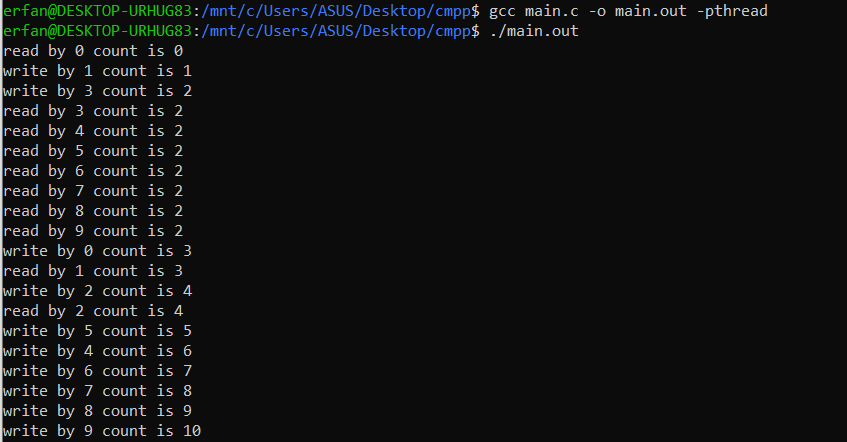 erfan@DESKTOP-URHUG83:/mnt/c/Users/ASUS/Desktop/cmpp$ gcc main.c -o main.out -pthread
erfan@DESKTOP-URHUG83:/mnt/c/Users/ASUS/Desktop/cmpp$ ./main.out
read by 0 count is 0
write by 1 count is 1
write by 3 count is 2
read by 3 count is 2
read by 4 count is 2
read by 5 count is 2
read by 6 count is 2
read by 7 count is 2
read by 8 count is 2
read by 9 count is 2
write by 0 count is 3
read by 1 count is 3
write by 2 count is 4
read by 2 count is 4
write by 5 count is 5
write by 4 count is 6
write by 6 count is 7
write by 7 count is 8
write by 8 count is 9
write by 9 count is 10